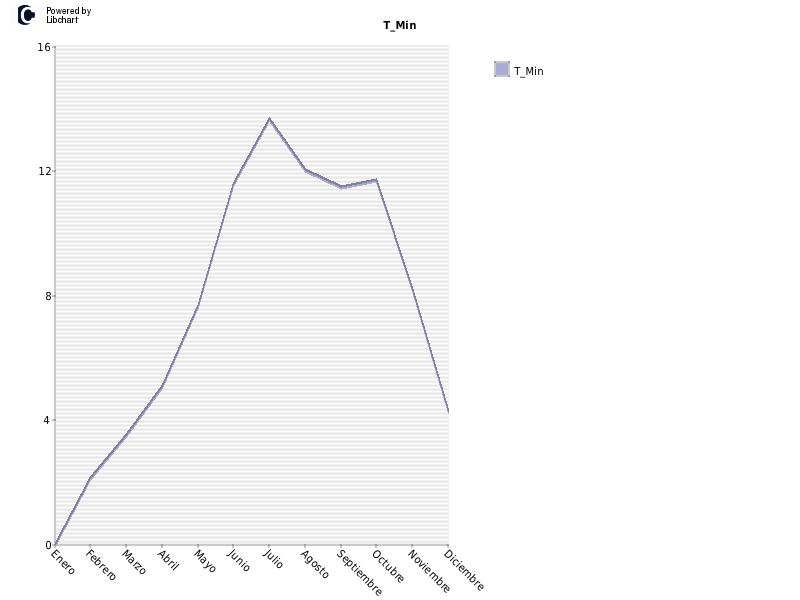 Powered by
Libchart
T_Min
16
12
8
4
0
Enero
Febrero
Marzo
Abril
Mayo
Junio
Julio
Agosto
Septiembre
Octubre
Noviembre
Diciembre
T_Min